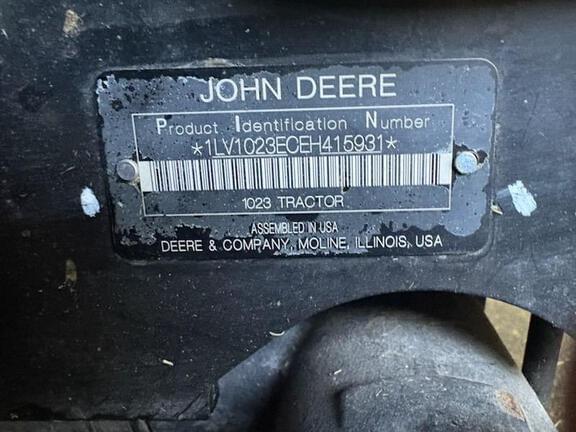 JOHN DEERE
Product Identification Number
*1LV1023ECEH415931*
1023 TRACTOR
ASSEMBLED IN USA
DEERE & COMPANY, MOLINE, ILLINOIS, USA